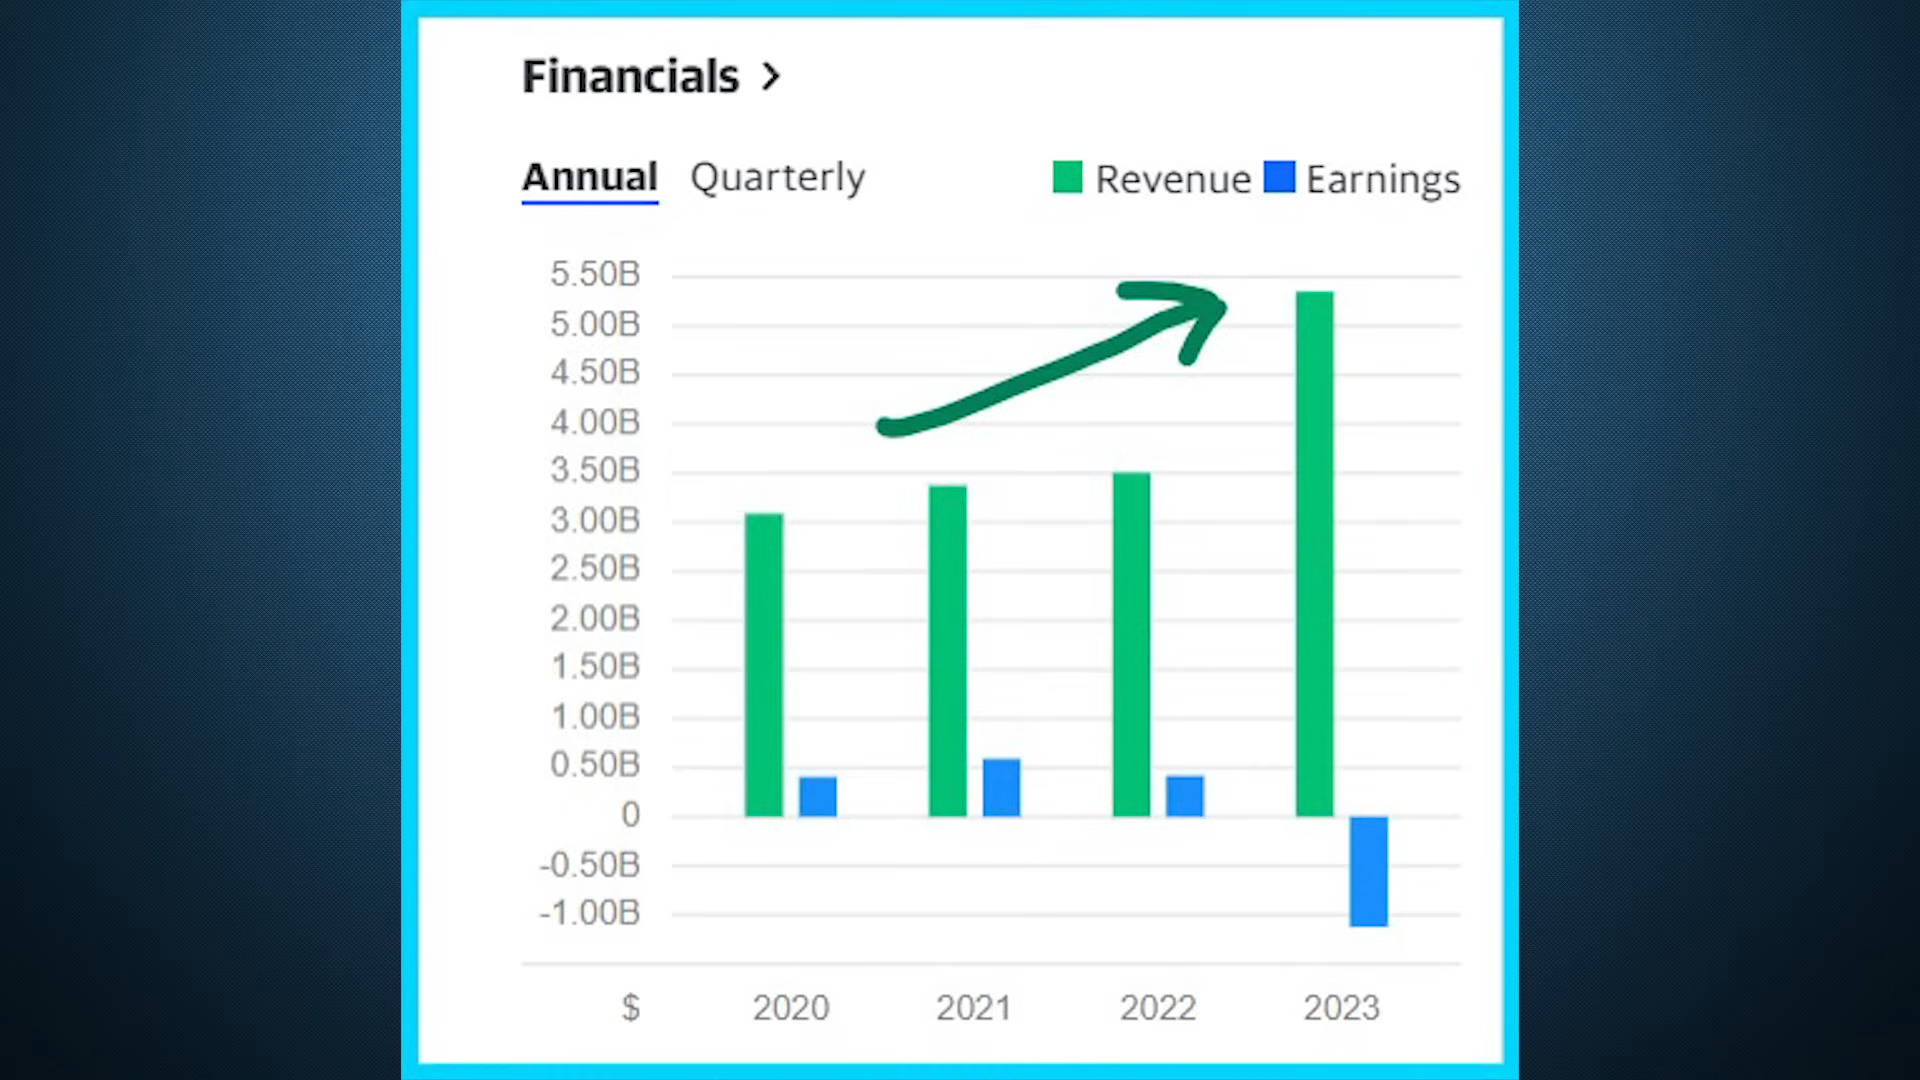 Financials >
Annual Quarterly Revenue Earnings
5.50B
5.00B
4.50B
4.00B
3.50B
3.00B
2.50B
2.00B
1.50B
1.00B
0.50B
0
-0.50B
-1.00B
$ 2020 2021 2022 2023